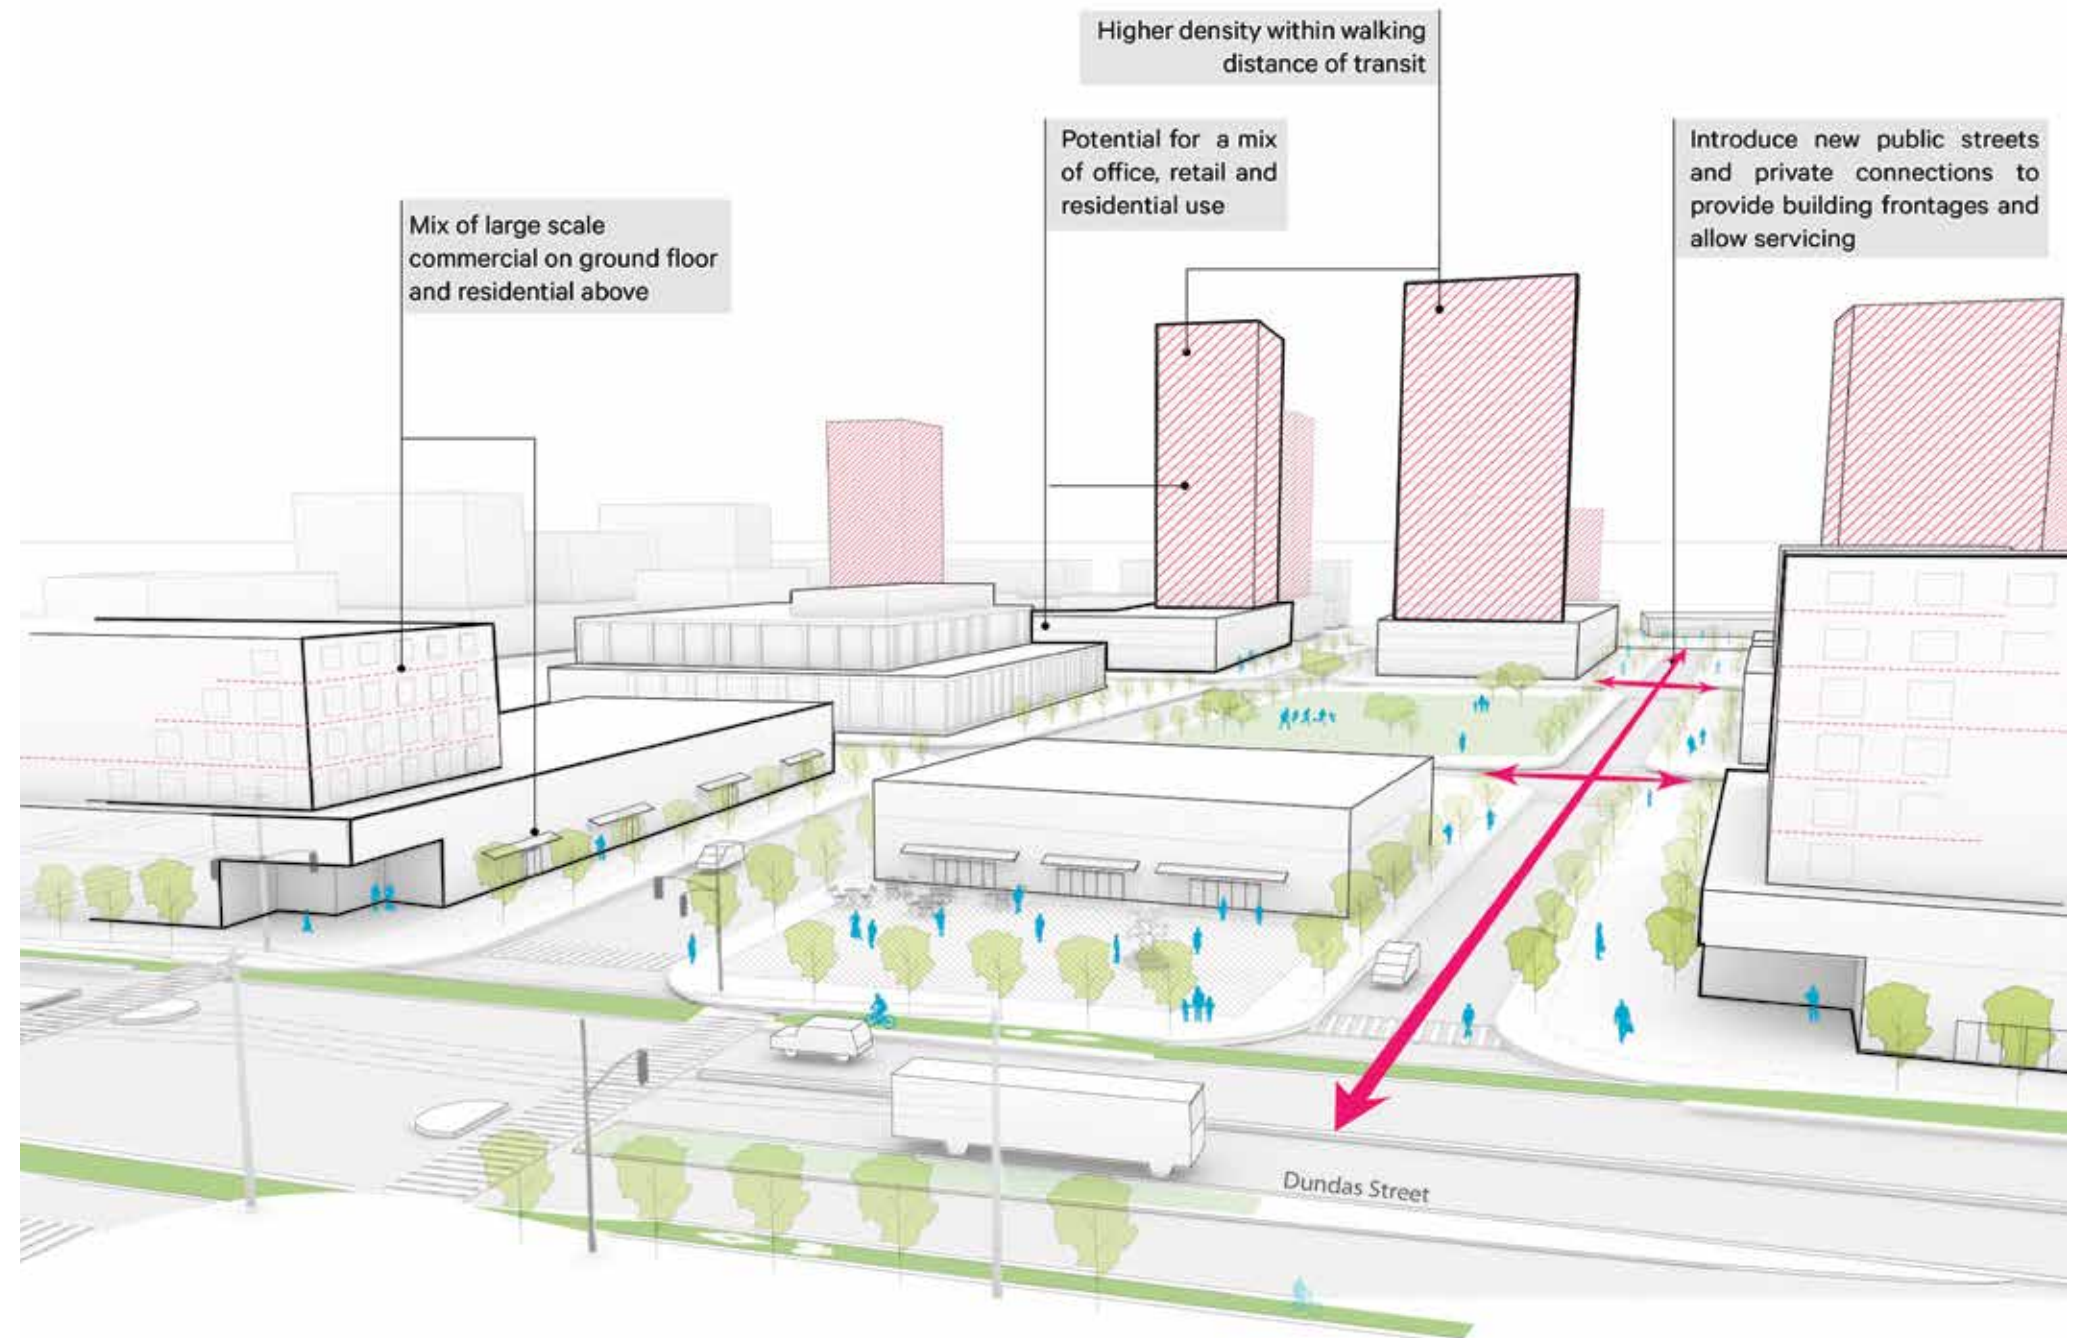 Higher density within walking
distance of transit
Potential for a mix
of office, retail and
residential use
Introduce new public streets
and private connections to
provide building frontages and
allow servicing
Mix of large scale
commercial on ground floor
and residential above
Dundas Street